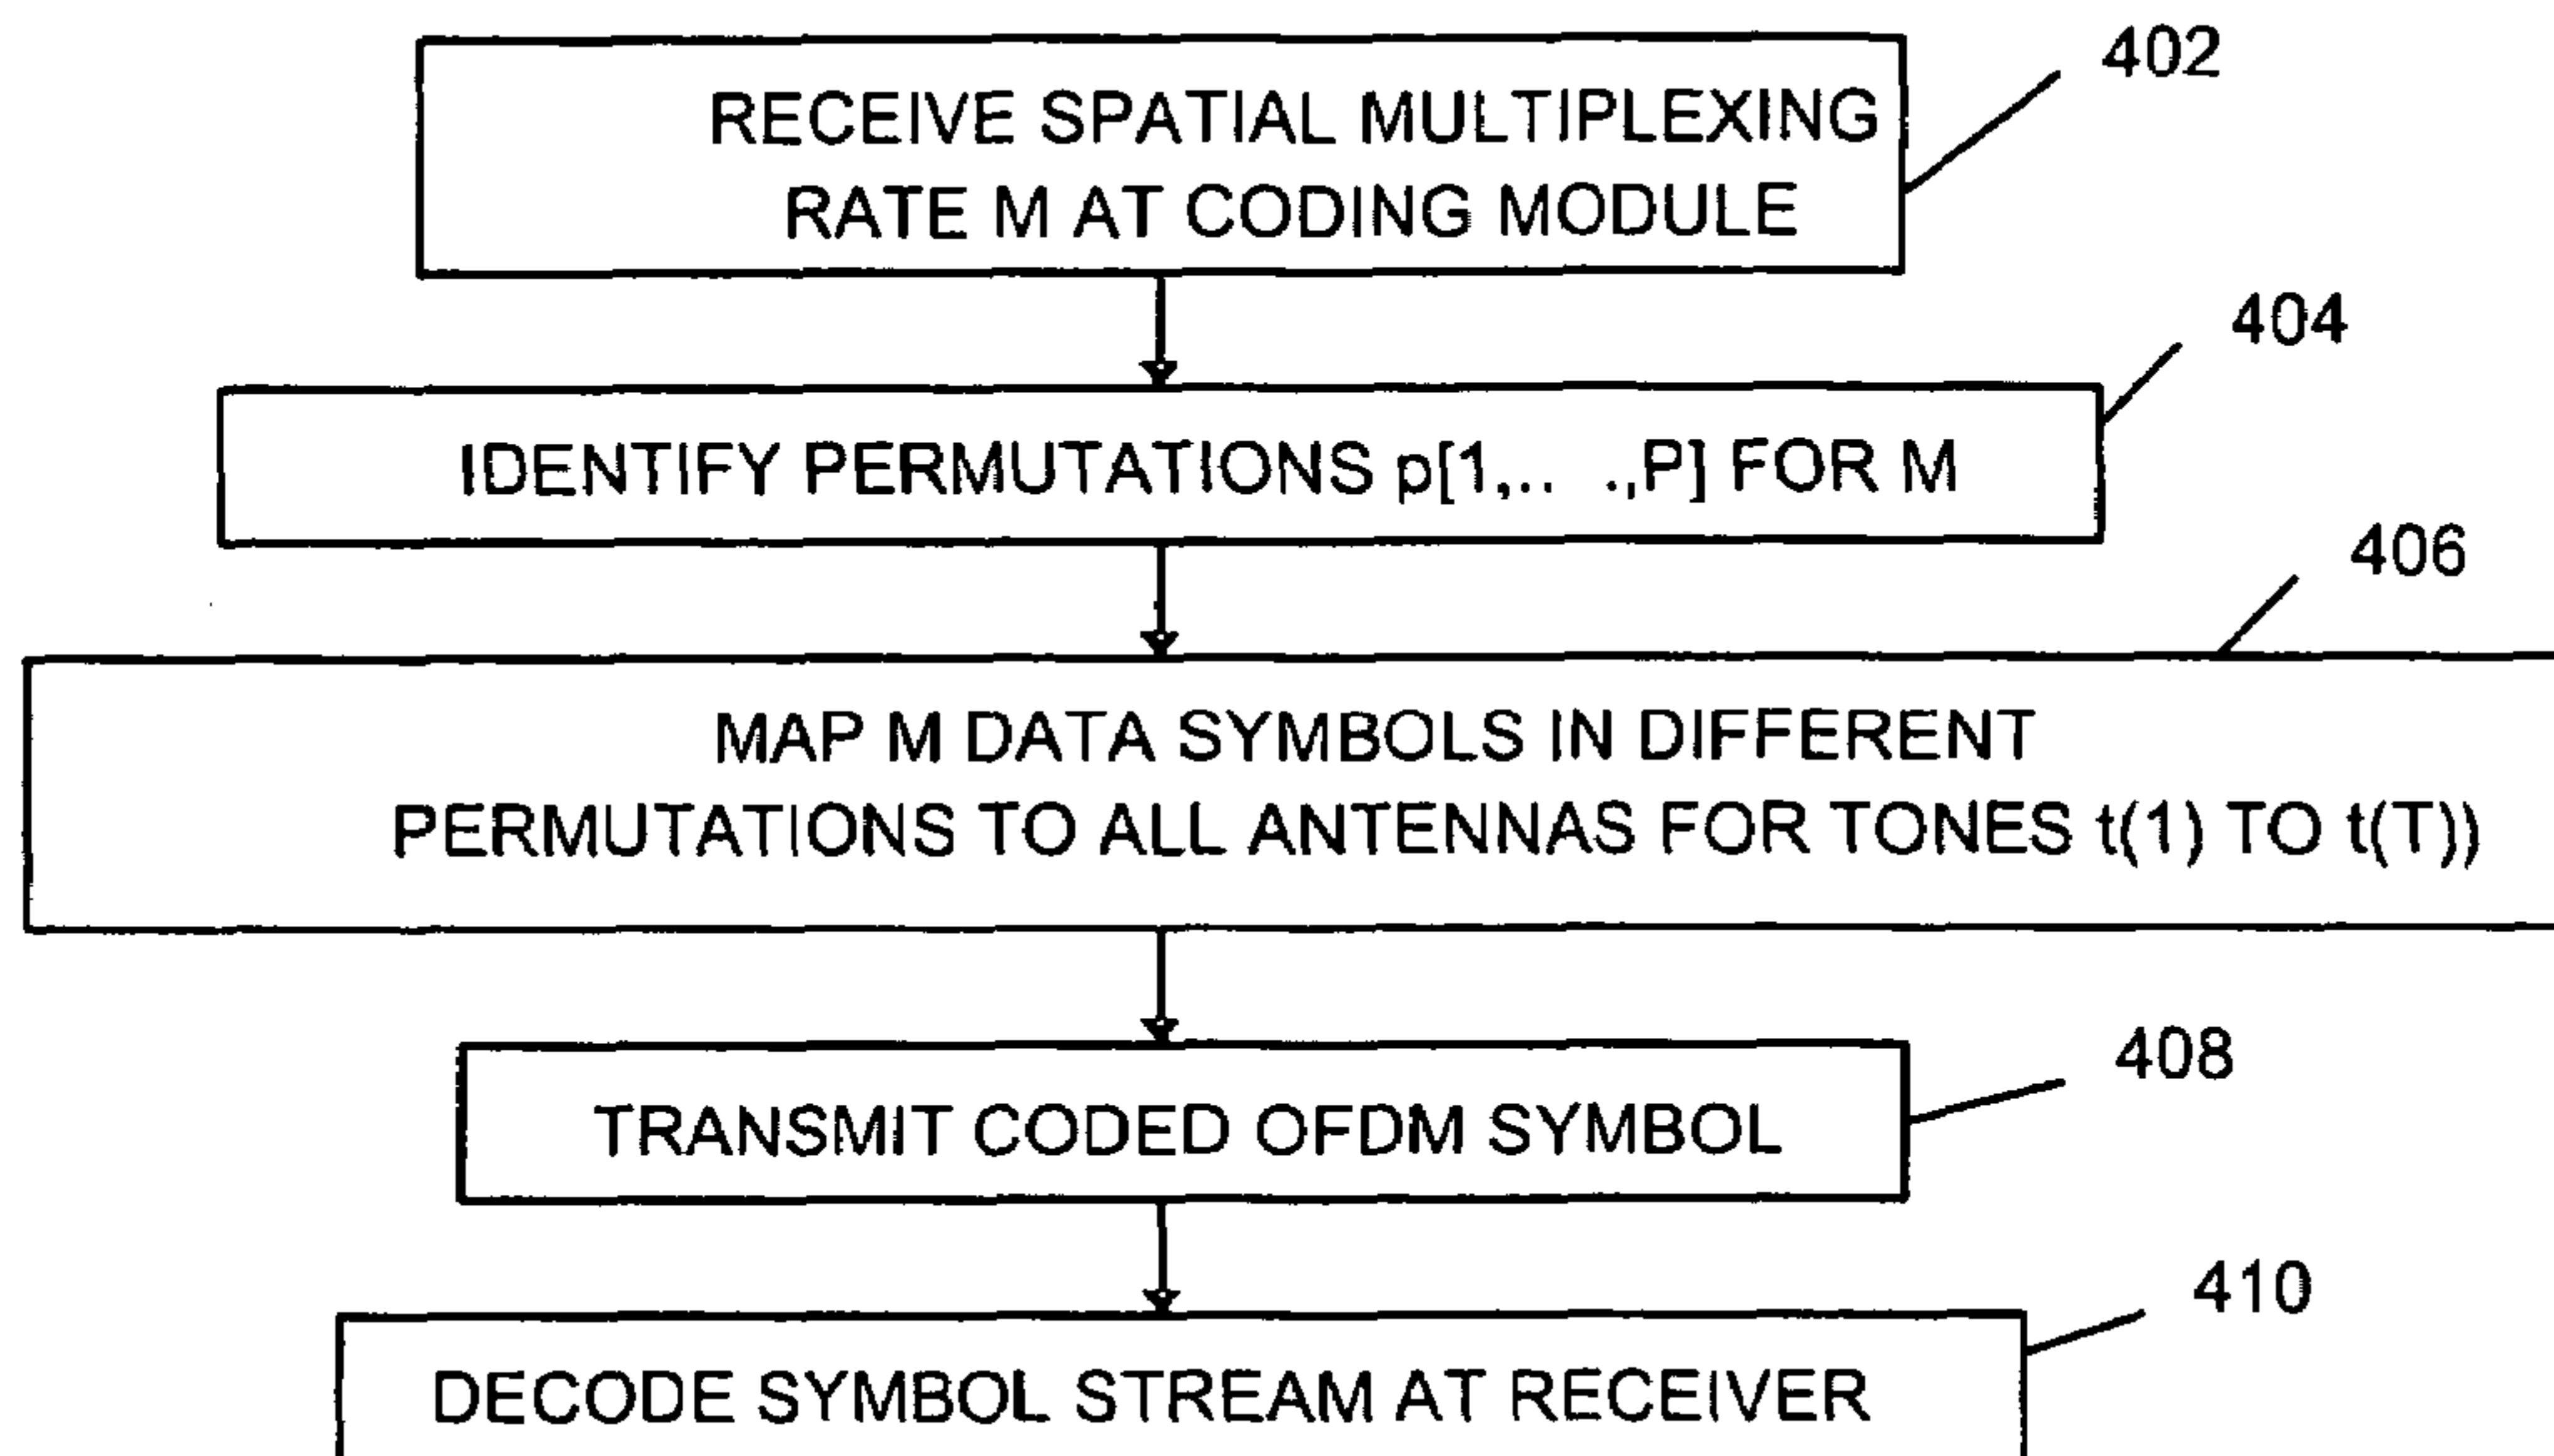 402
RECEIVE SPATIAL MULTIPLEXING
RATE M AT CODING MODULE
404
IDENTIFY PERMUTATIONS p[1,.. .,P] FOR M
406
MAP M DATA SYMBOLS IN DIFFERENT
PERMUTATIONS TO ALL ANTENNAS FOR TONES t(1) TO t(T))
408
TRANSMIT CODED OFDM SYMBOL
410
DECODE SYMBOL STREAM AT RECEIVER